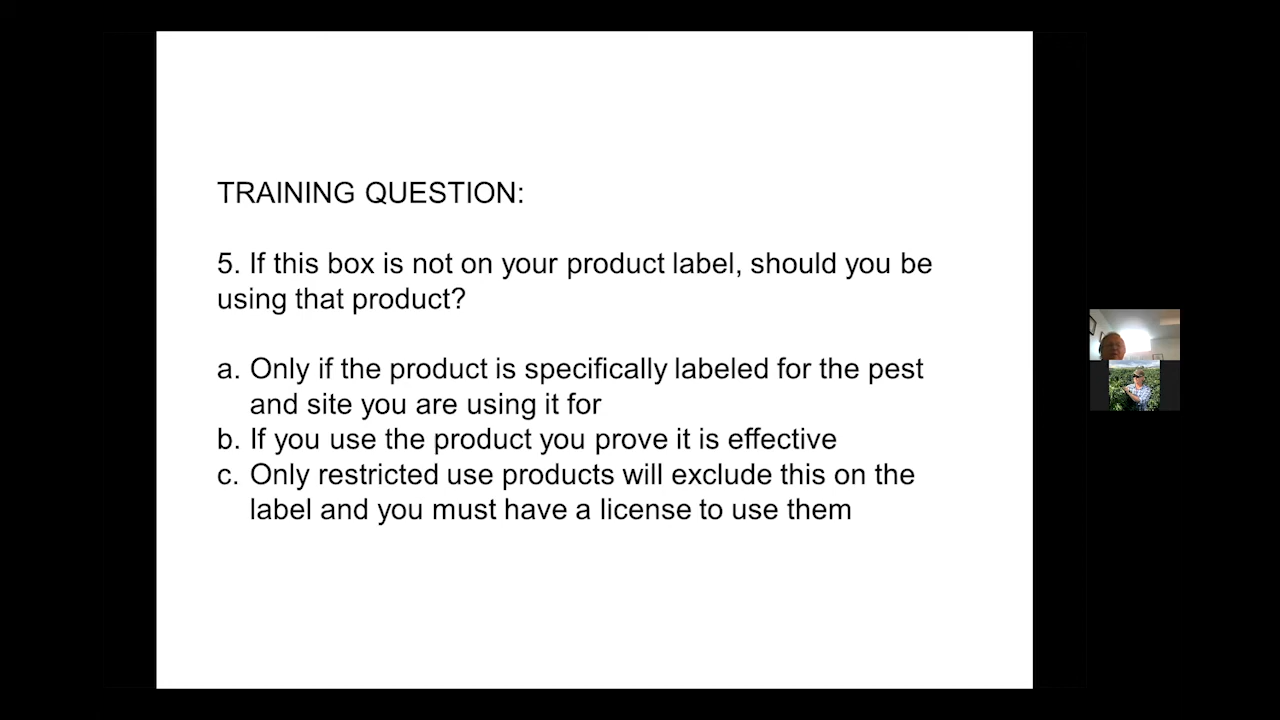 TRAINING QUESTION:
5. If this box is not on your product label, should you be
using that product?
a. Only if the product is specifically labeled for the pest
and site you are using it for
b. If you use the product you prove it is effective
c. Only restricted use products will exclude this on the
label and you must have a license to use them